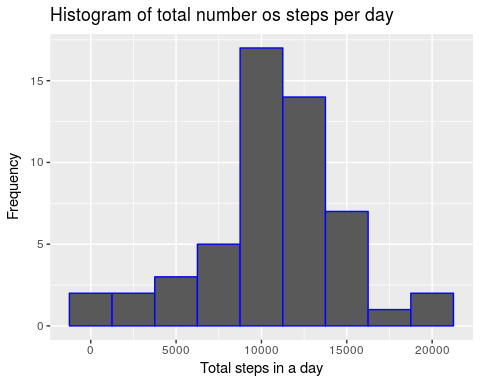 Histogram of total number os steps per day
Frequency
15
10
5
0
0 5000 10000 15000 20000
Total steps in a day